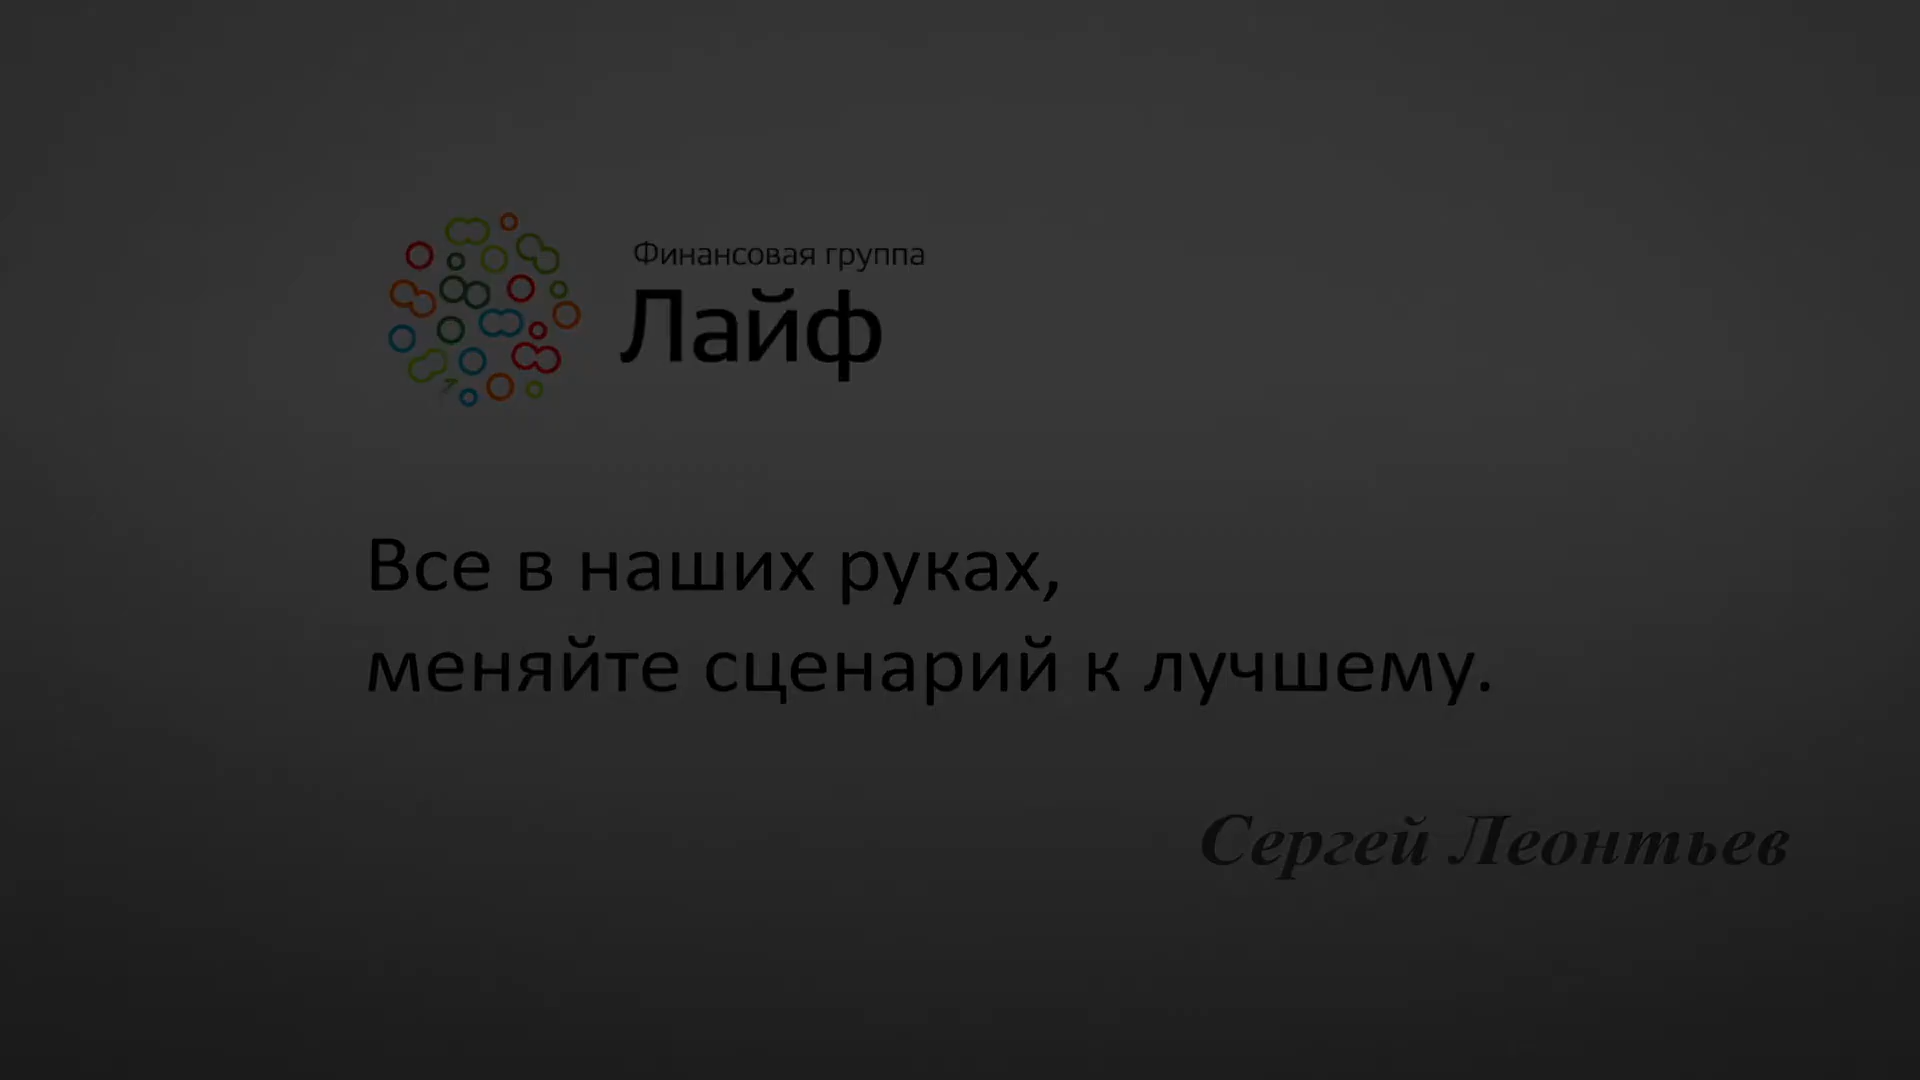 Финансовая группа
Лайф
Все в наших руках,
меняйте сценарий к лучшему.
Сергей Леонтьев